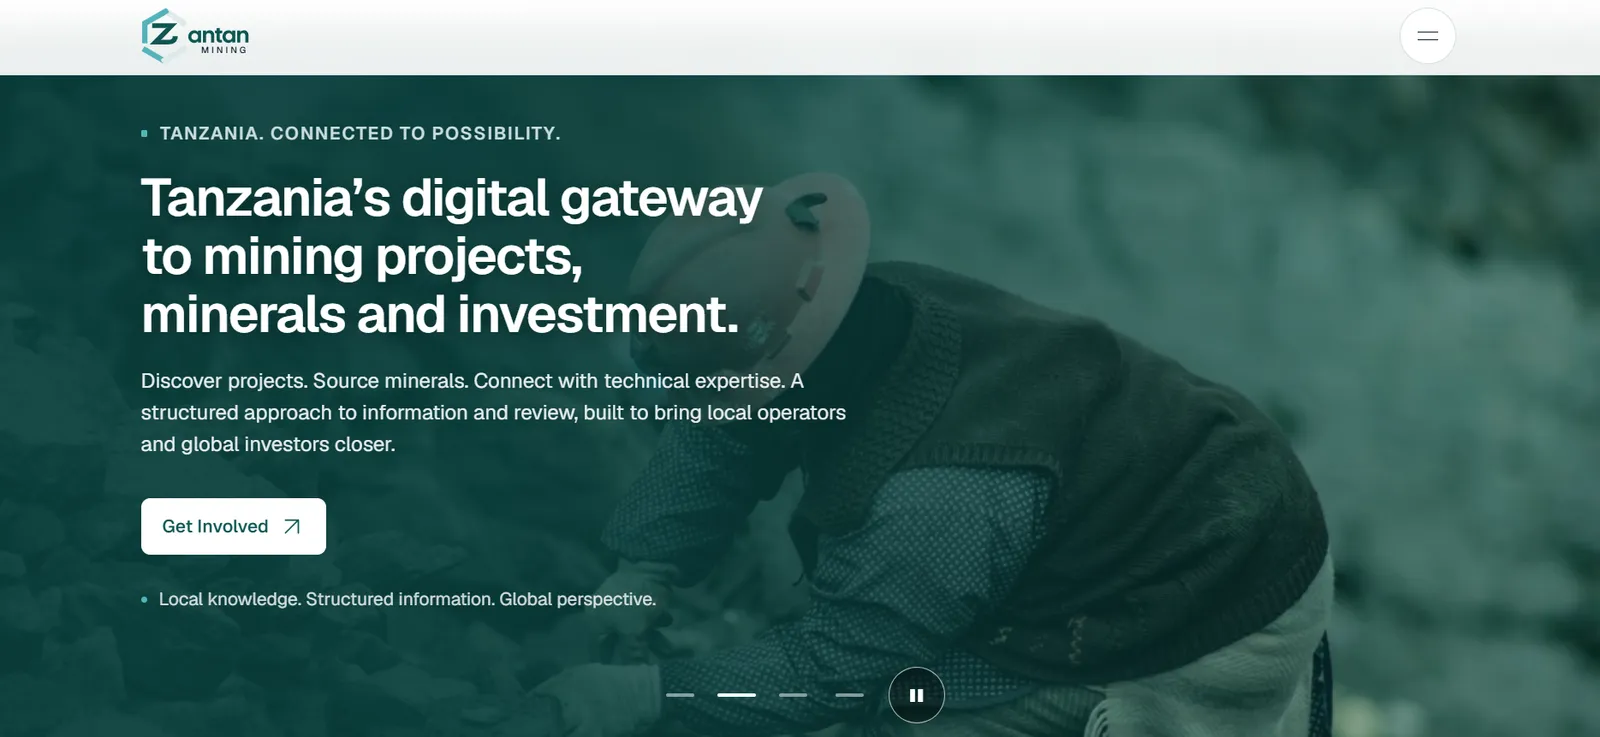 Zantan
MINING
TANZANIA. CONNECTED TO POSSIBILITY.
Tanzania’s digital gateway
to mining projects,
minerals and investment.
Discover projects. Source minerals. Connect with technical expertise. A
structured approach to information and review, built to bring local operators
and global investors closer.
Get Involved
Local knowledge. Structured information. Global perspective.